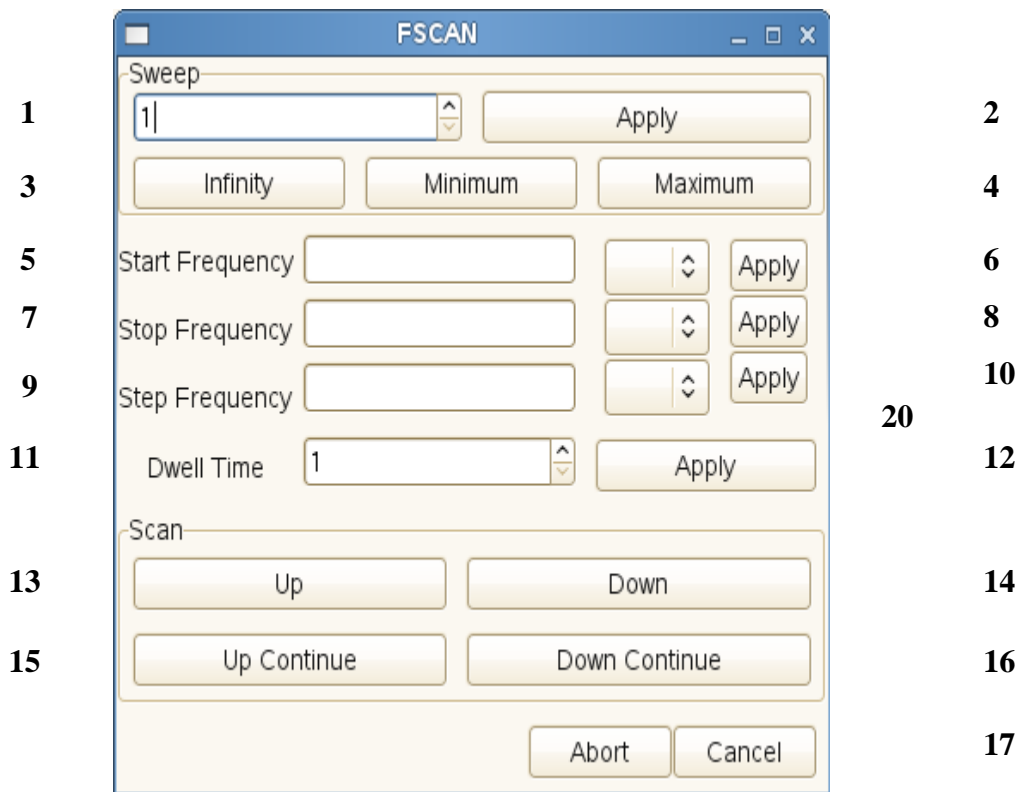 FSCAN
Sweep
1 1 Apply 2
3 Infinity Minimum Maximum 4
5 Start Frequency Apply 6
7 Stop Frequency Apply 8
9 Step Frequency Apply 10
20
11 Dwell Time 1 Apply 12
Scan
13 Up Down 14
15 Up Continue Down Continue 16
Abort Cancel 17